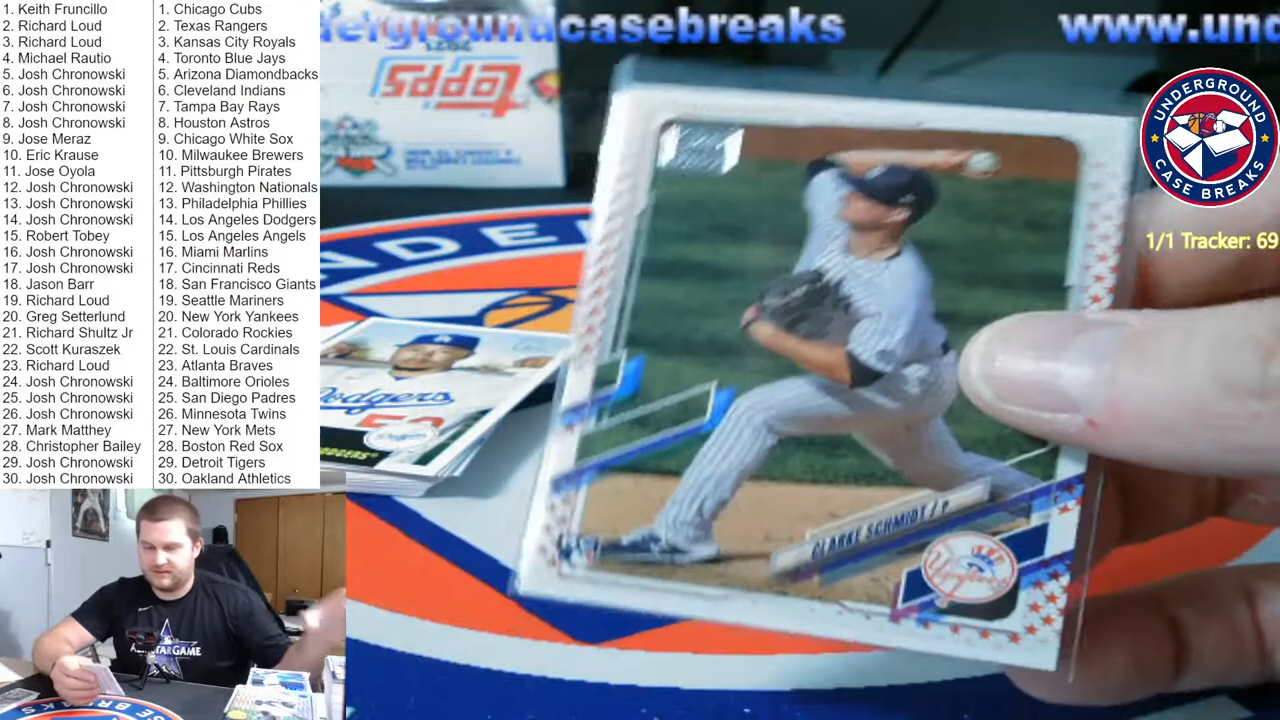 1. Keith Fruncillo
2. Richard Loud
3. Richard Loud
4. Michael Rautio
5. Josh Chronowski
6. Josh Chronowski
7. Josh Chronowski
8. Josh Chronowski
9. Jose Meraz
10. Eric Krause
11. Jose Oyola
12. Josh Chronowski
13. Josh Chronowski
14. Josh Chronowski
15. Robert Tobey
16. Josh Chronowski
17. Josh Chronowski
18. Jason Barr
19. Richard Loud
20. Greg Setterlund
21. Richard Shultz Jr
22. Scott Kuraszek
23. Richard Loud
24. Josh Chronowski
25. Josh Chronowski
26. Josh Chronowski
27. Mark Matthey
28. Christopher Bailey
29. Josh Chronowski
30. Josh Chronowski
1. Chicago Cubs
2. Texas Rangers
3. Kansas City Royals
4. Toronto Blue Jays
5. Arizona Diamondbacks
6. Cleveland Indians
7. Tampa Bay Rays
8. Houston Astros
9. Chicago White Sox
10. Milwaukee Brewers
11. Pittsburgh Pirates
12. Washington Nationals
13. Philadelphia Phillies
14. Los Angeles Dodgers
15. Los Angeles Angels
16. Miami Marlins
17. Cincinnati Reds
18. San Francisco Giants
19. Seattle Mariners
20. New York Yankees
21. Colorado Rockies
22. St. Louis Cardinals
23. Atlanta Braves
24. Baltimore Orioles
25. San Diego Padres
26. Minnesota Twins
27. New York Mets
28. Boston Red Sox
29. Detroit Tigers
30. Oakland Athletics
dergroundcasebreaks
www.und
2021
Topps
UNDERGROUND
CASE BREAKS
1/1 Tracker: 69
UNDE
Dodgers
CLARKE SCHMIDT / P
Yankees
STAR GAME
BREAKS